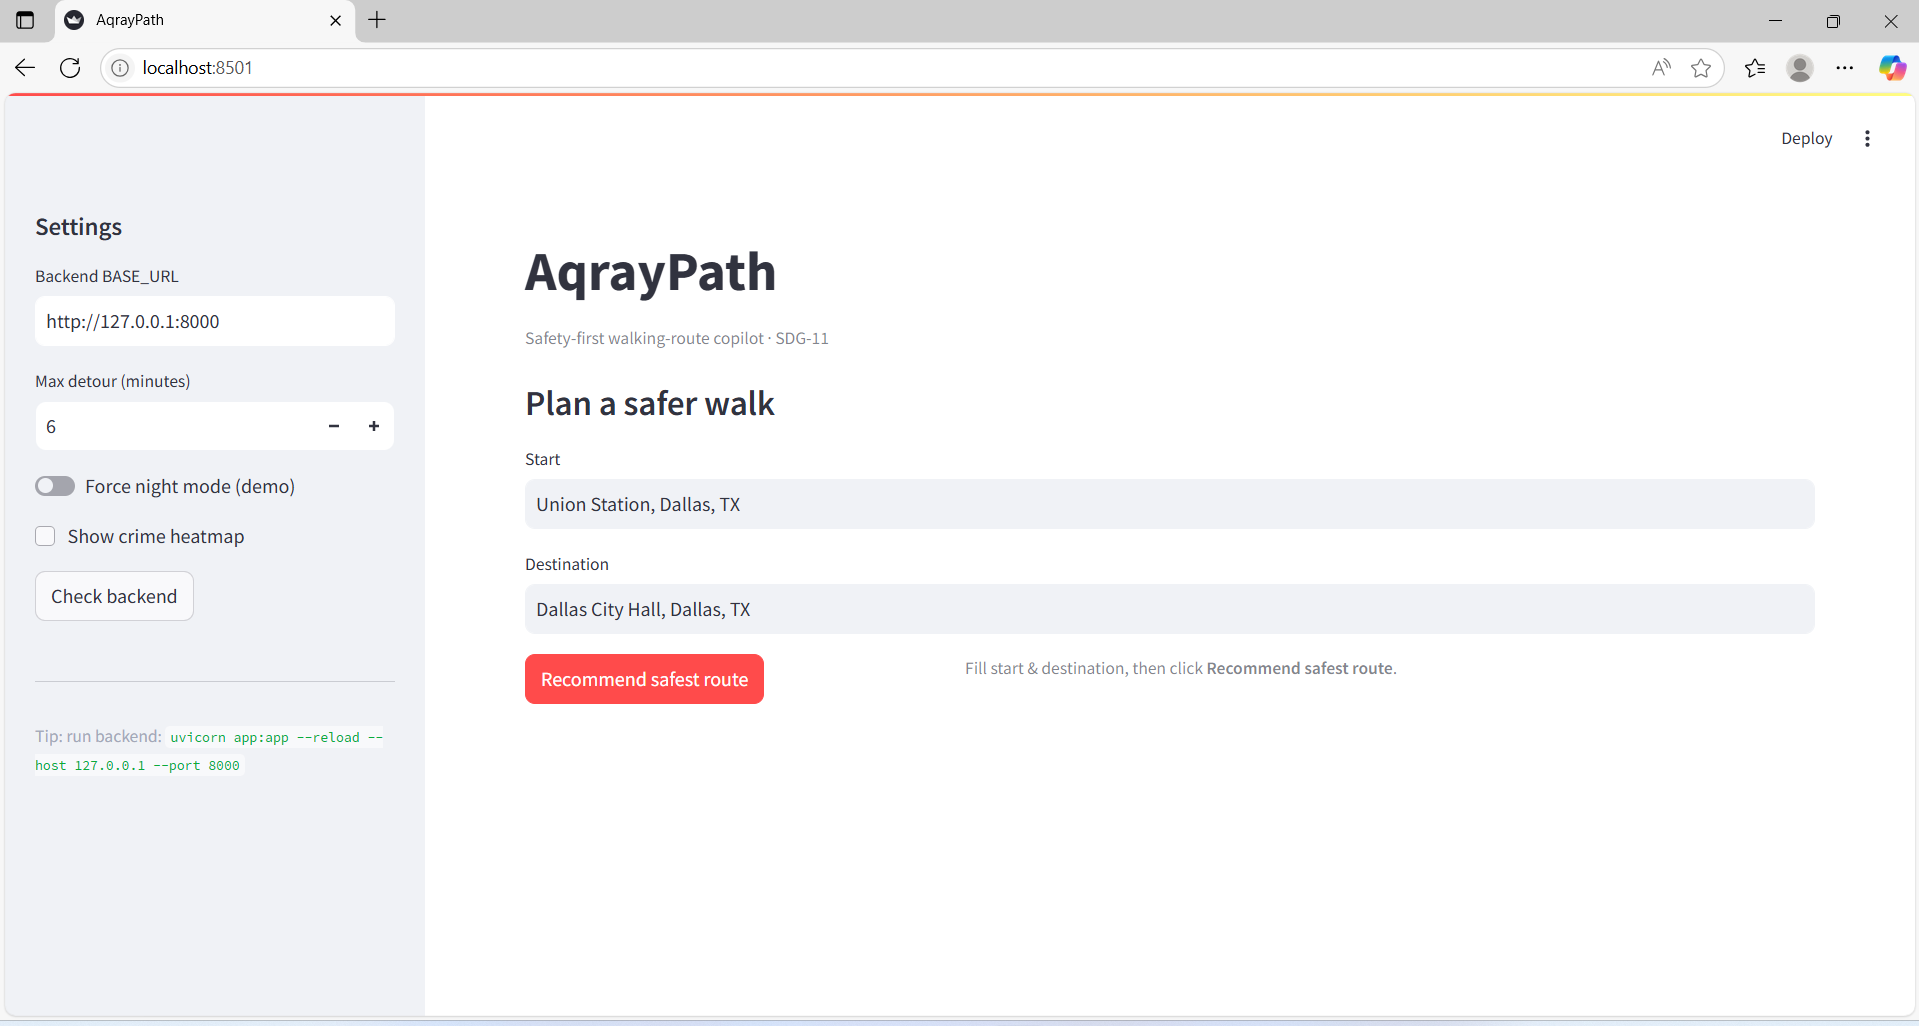 AqrayPath
localhost:8501
Deploy
Settings
Backend BASE_URL
http://127.0.0.1:8000
Max detour (minutes)
6
Force night mode (demo)
Show crime heatmap
Check backend
Tip: run backend: uvicorn app:app --reload --
host 127.0.0.1 --port 8000
AqrayPath
Safety-first walking-route copilot · SDG-11
Plan a safer walk
Start
Union Station, Dallas, TX
Destination
Dallas City Hall, Dallas, TX
Recommend safest route
Fill start & destination, then click Recommend safest route.